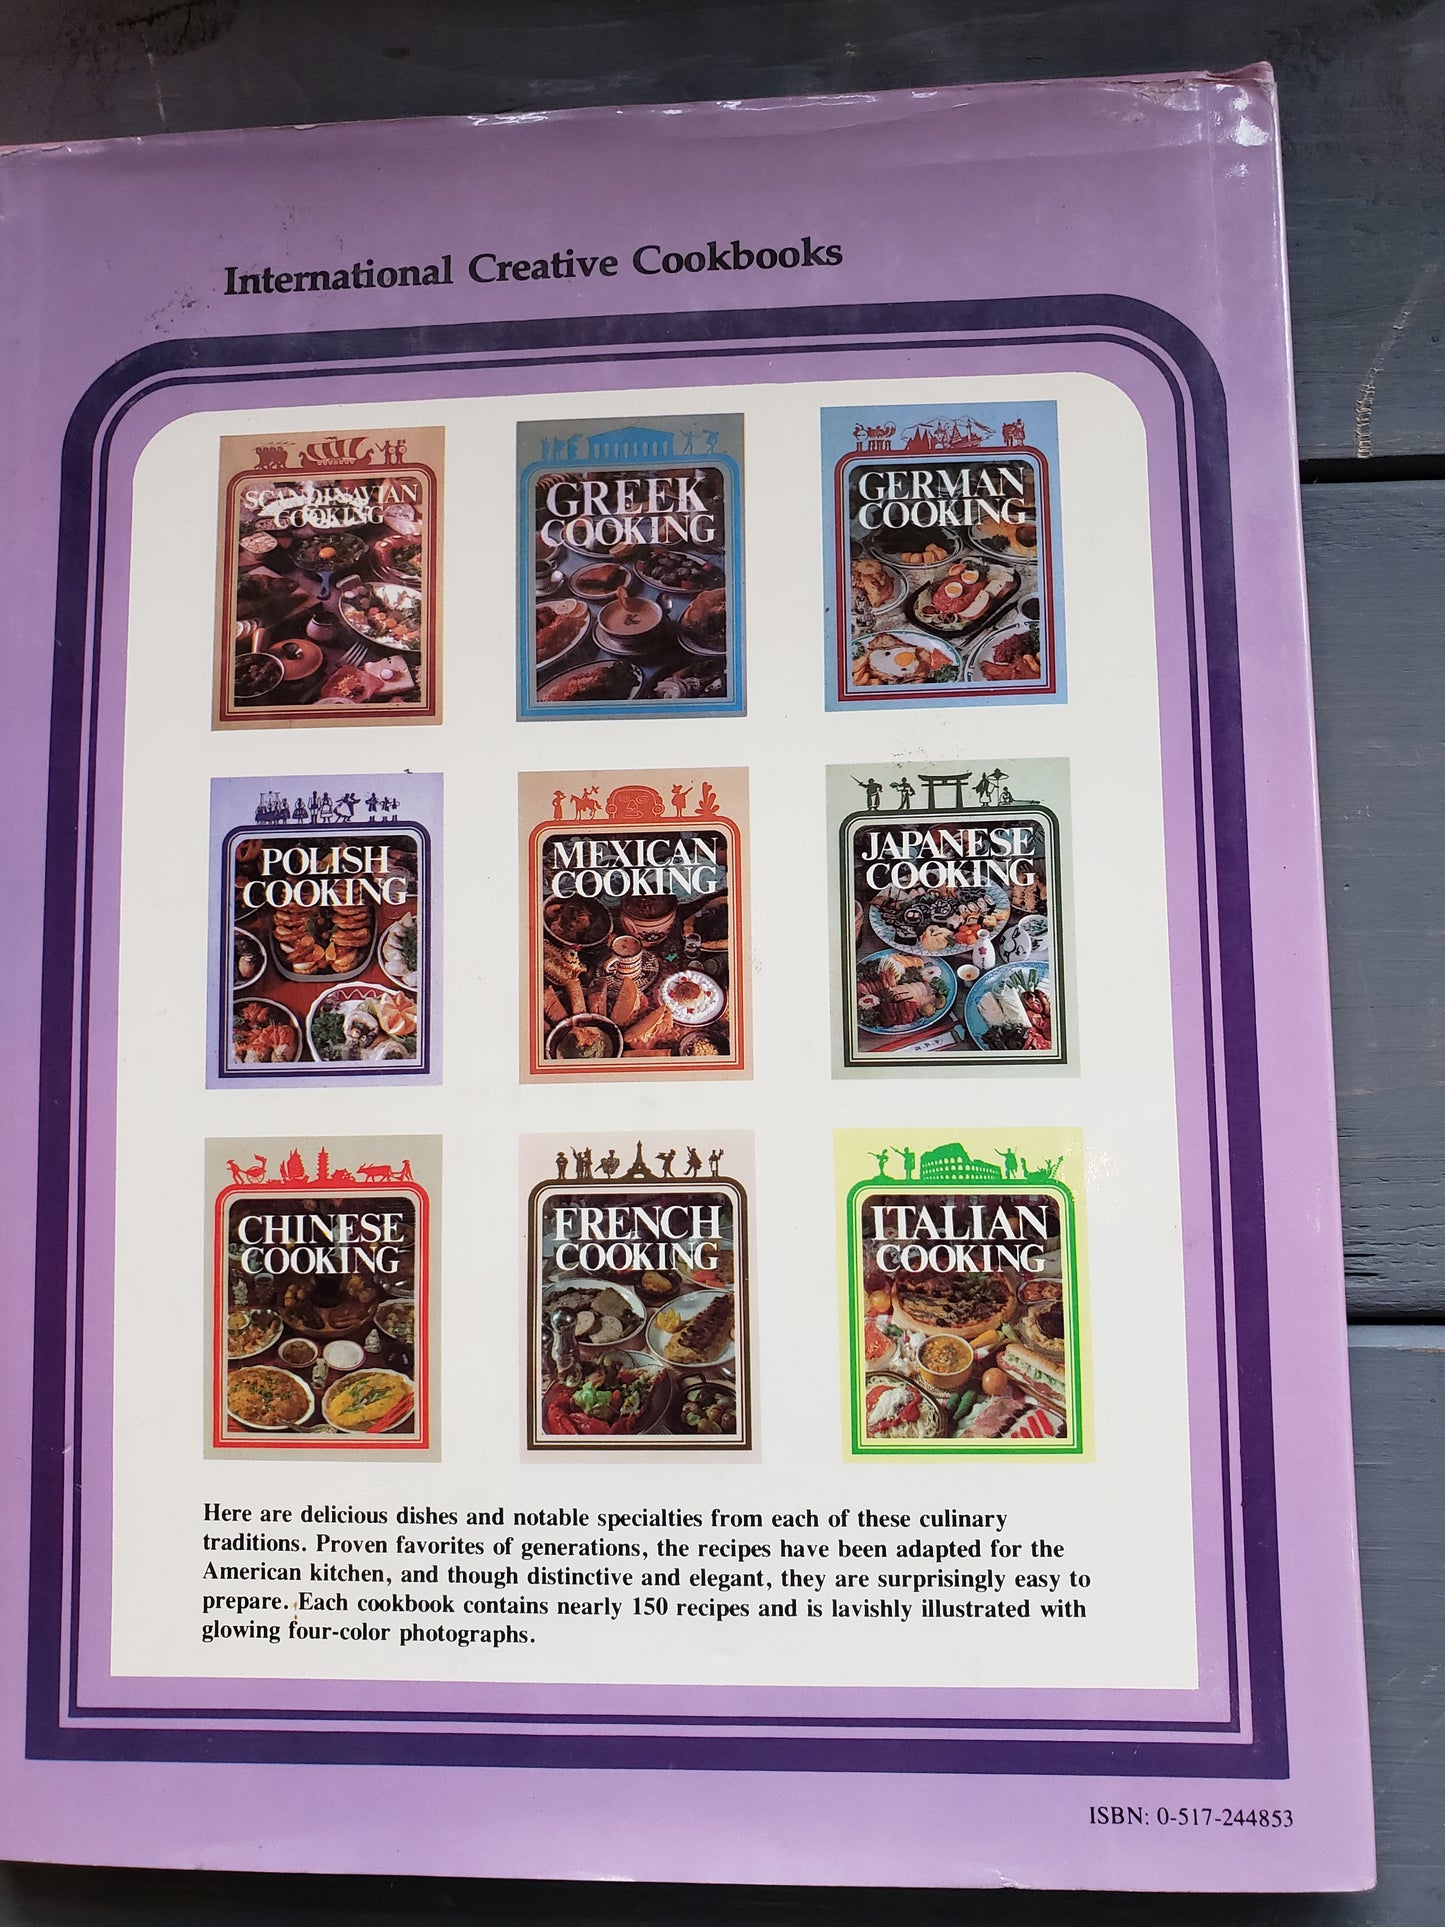 International Creative Cookbooks
SCANDINAVIAN
COOKING
GREEK
COOKING
GERMAN
COOKING
POLISH
COOKING
MEXICAN
COOKING
JAPANESE
COOKING
CHINESE
COOKING
FRENCH
COOKING
ITALIAN
COOKING
Here are delicious dishes and notable specialties from each of these culinary
traditions. Proven favorites of generations, the recipes have been adapted for the
American kitchen, and though distinctive and elegant, they are surprisingly easy to
prepare. Each cookbook contains nearly 150 recipes and is lavishly illustrated with
glowing four-color photographs.
ISBN: 0-517-244853